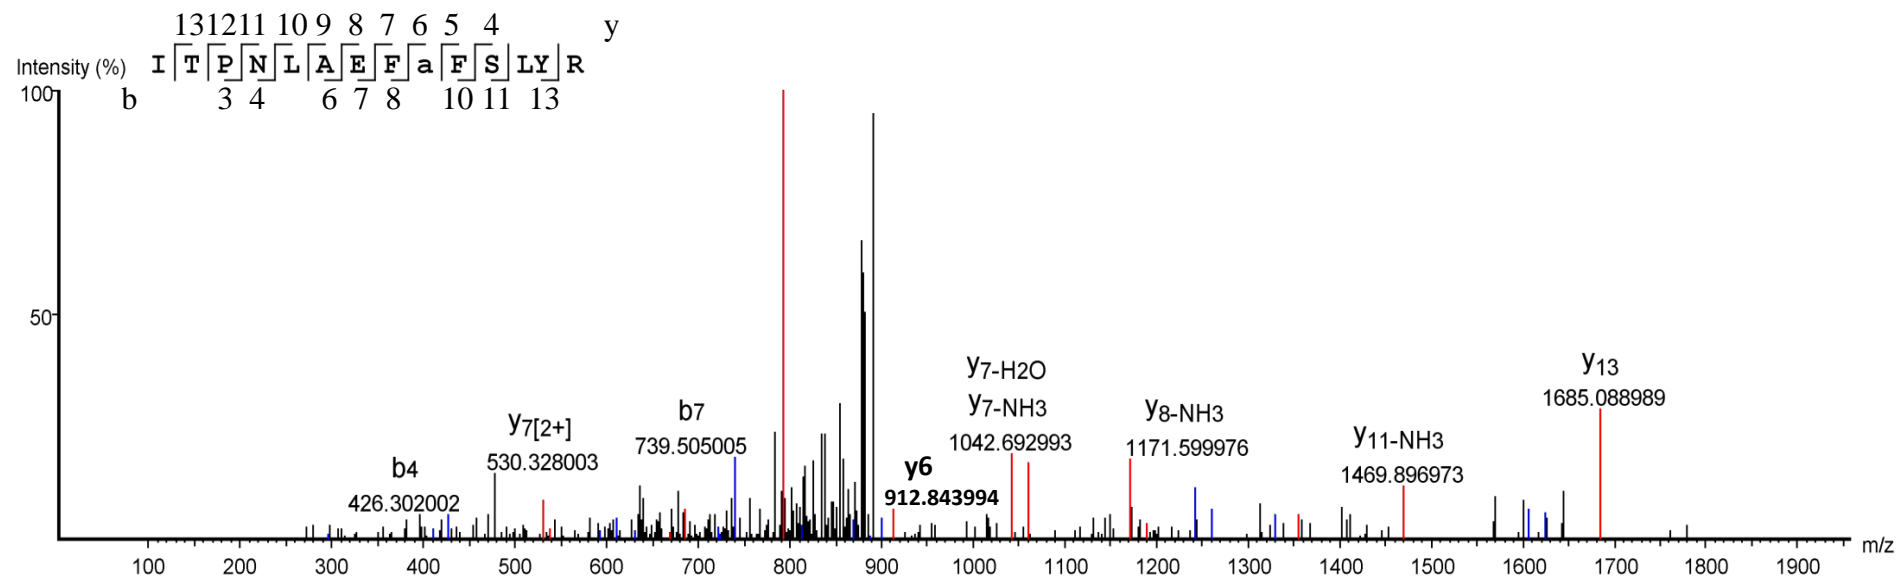 13 12 11 10 9 8 7 6 5 4 y
Intensity (%) I T P N L A E F a F S L Y R
100
b 3 4 6 7 8 10 11 13
50
y7-H2O
y13
y7-NH3
y8-NH3
1685.088989
b7
y7[2+]
739.505005
1042.692993
1171.599976
y11-NH3
b4
530.328003
y6
1469.896973
426.302002
912.843994
m/z
100 200 300 400 500 600 700 800 900 1000 1100 1200 1300 1400 1500 1600 1700 1800 1900